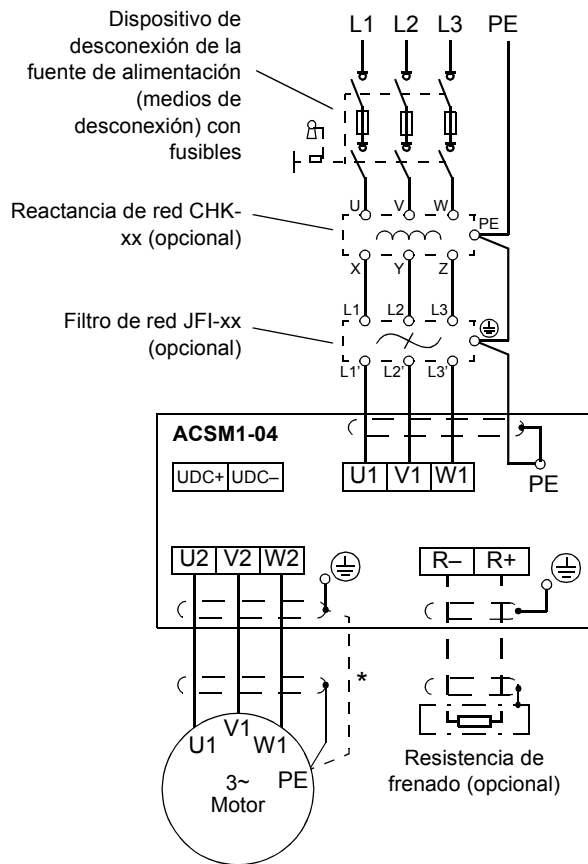 Dispositivo de
desconexión de la
fuente de alimentación
(medios de
desconexión) con
fusibles
L1 L2 L3 PE
U V W
PE
Reactancia de red CHK-
xx (opcional)
X Y Z
L1 L2 L3
Filtro de red JFI-xx
(opcional)
L1’ L2’ L3’
ACSM1-04
UDC+ UDC–
U1 V1 W1
PE
U2 V2 W2
R– R+
*
U1 V1 W1
PE
3~
Motor
Resistencia de
frenado (opcional)